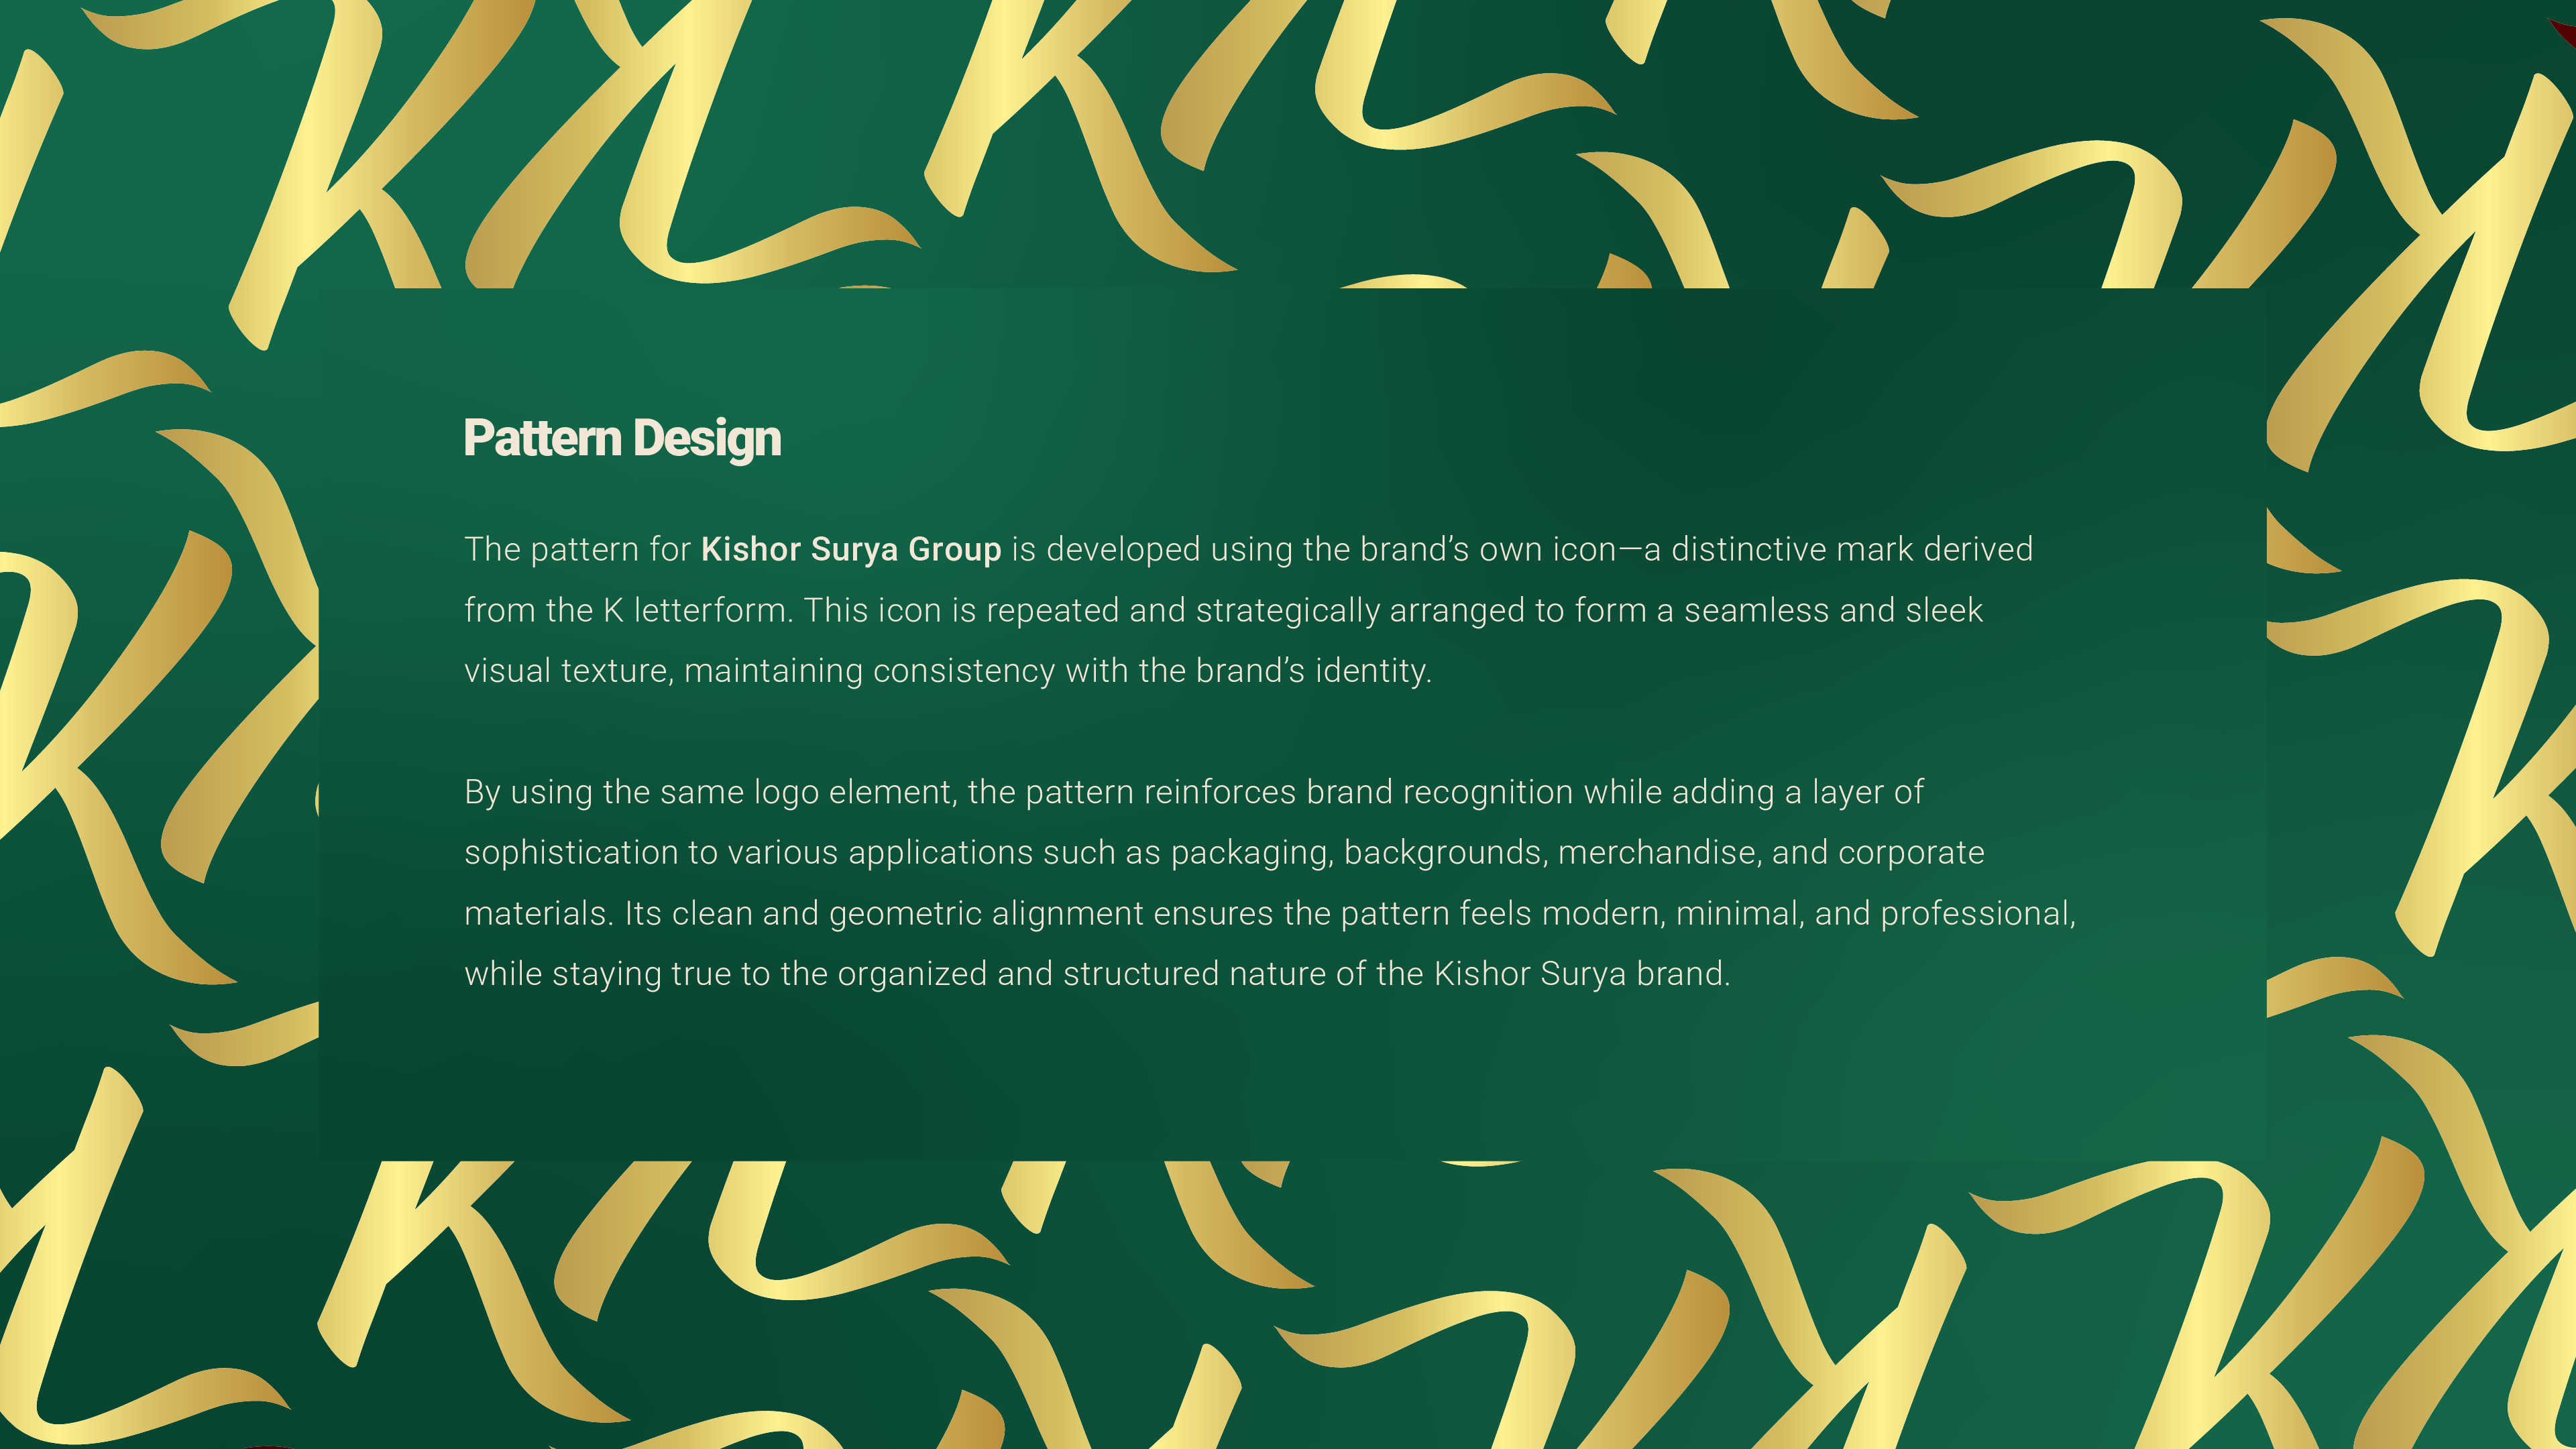 Pattern Design
The pattern for Kishor Surya Group is developed using the brand’s own icon—a distinctive mark derived
from the K letterform. This icon is repeated and strategically arranged to form a seamless and sleek
visual texture, maintaining consistency with the brand’s identity.
By using the same logo element, the pattern reinforces brand recognition while adding a layer of
sophistication to various applications such as packaging, backgrounds, merchandise, and corporate
materials. Its clean and geometric alignment ensures the pattern feels modern, minimal, and professional,
while staying true to the organized and structured nature of the Kishor Surya brand.